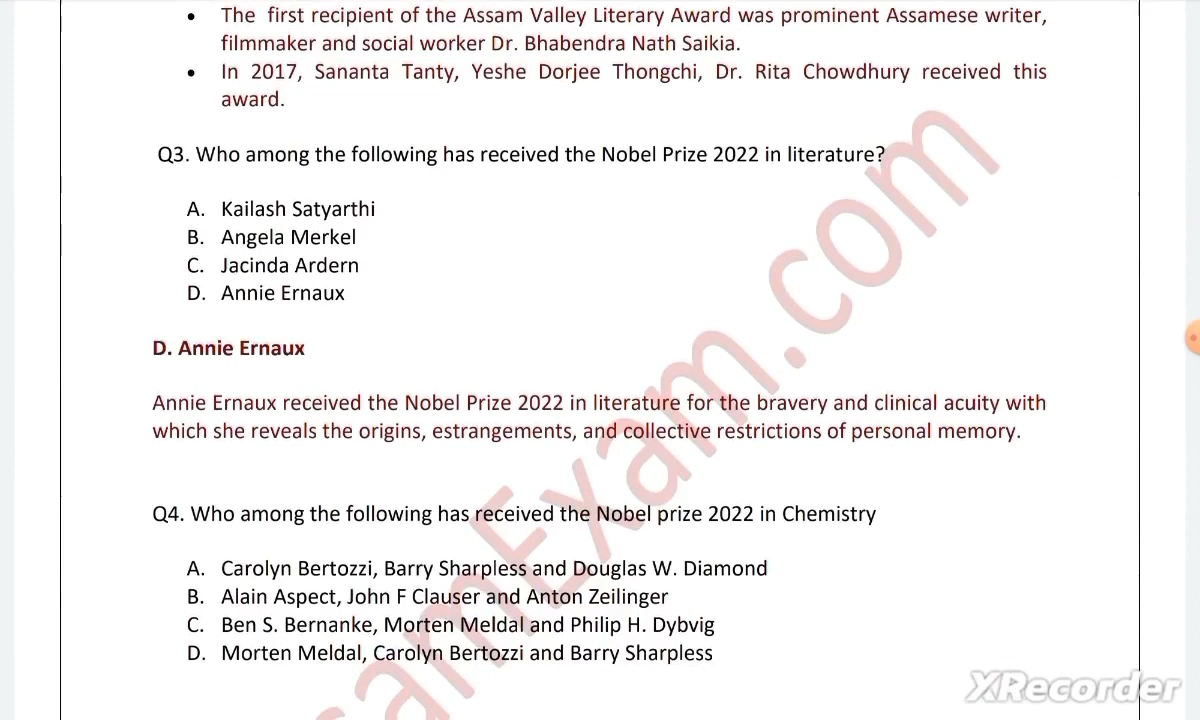 • The first recipient of the Assam Valley Literary Award was prominent Assamese writer,
filmmaker and social worker Dr. Bhabendra Nath Saikia.
• In 2017, Sananta Tanty, Yeshe Dorjee Thongchi, Dr. Rita Chowdhury received this
award.
Q3. Who among the following has received the Nobel Prize 2022 in literature?
A. Kailash Satyarthi
B. Angela Merkel
C. Jacinda Ardern
D. Annie Ernaux
D. Annie Ernaux
Annie Ernaux received the Nobel Prize 2022 in literature for the bravery and clinical acuity with
which she reveals the origins, estrangements, and collective restrictions of personal memory.
Q4. Who among the following has received the Nobel prize 2022 in Chemistry
A. Carolyn Bertozzi, Barry Sharpless and Douglas W. Diamond
B. Alain Aspect, John F Clauser and Anton Zeilinger
C. Ben S. Bernanke, Morten Meldal and Philip H. Dybvig
D. Morten Meldal, Carolyn Bertozzi and Barry Sharpless
XRecorder